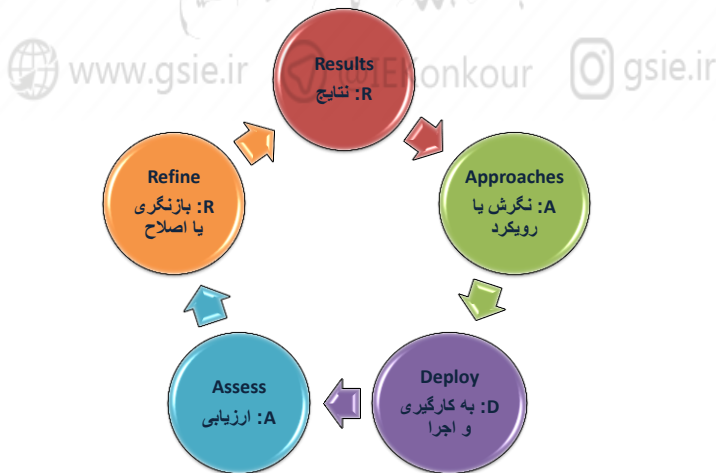 www.gsie.ir
@IEKonkour
gsie.ir
Results
R: نتایج
Approaches
A: نگرش یا
رویکرد
Deploy
D: به کارگیری
و اجرا
Assess
A: ارزیابی
Refine
R: بازنگری
یا اصلاح